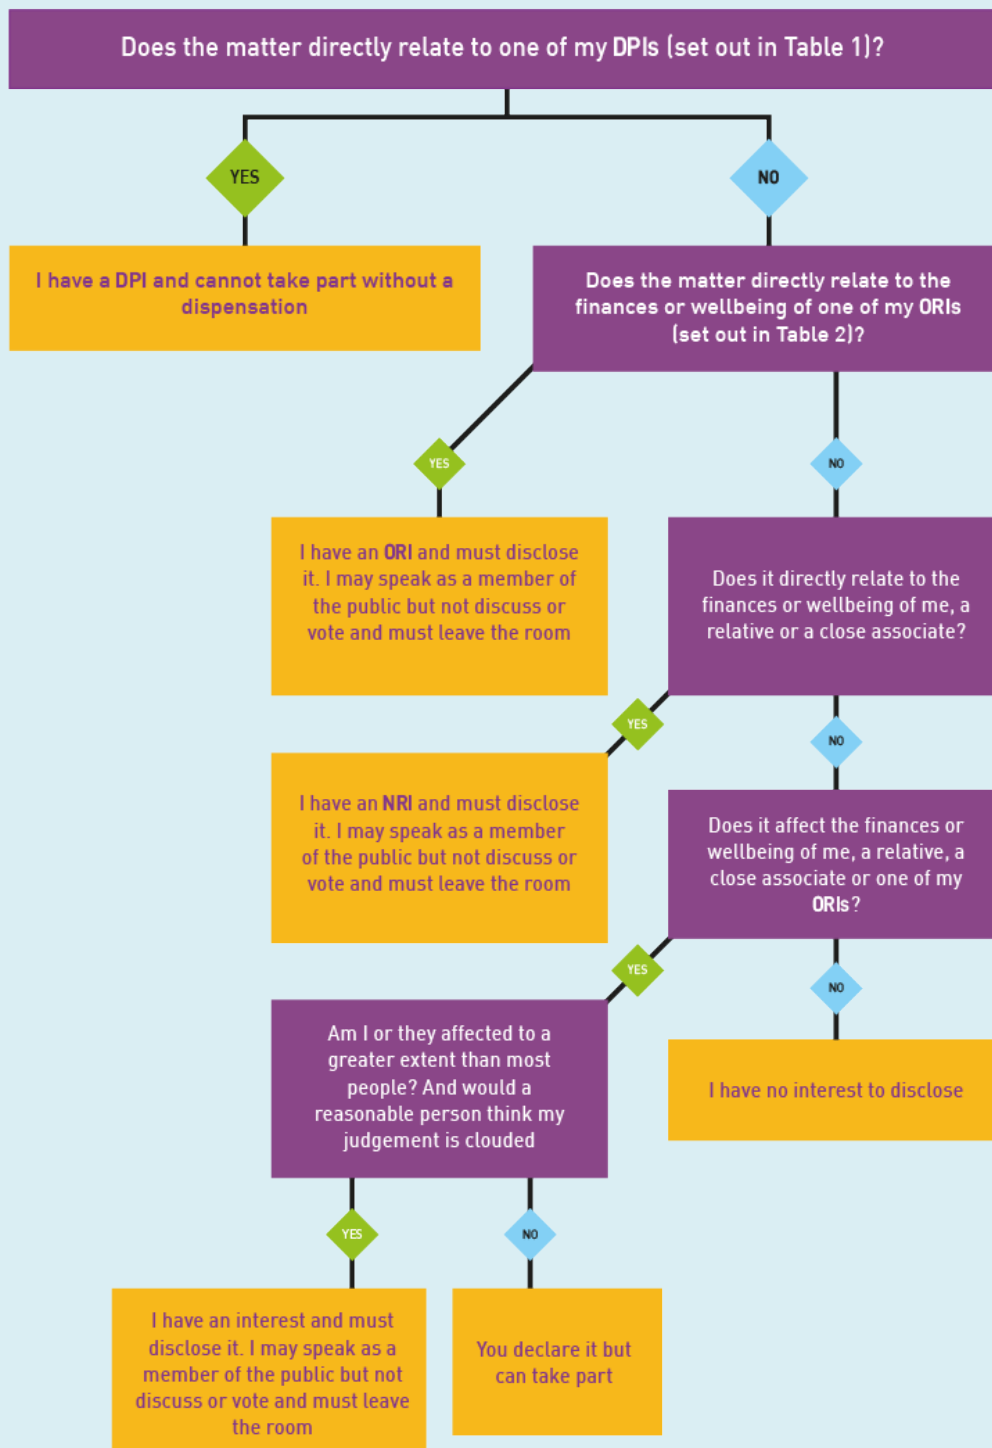 Does the matter directly relate to one of my DPIs (set out in Table 1)?
YES
NO
I have a DPI and cannot take part without a
dispensation
Does the matter directly relate to the
finances or wellbeing of one of my ORIs
(set out in Table 2)?
YES
NO
I have an ORI and must disclose
it. I may speak as a member of
the public but not discuss or
vote and must leave the room
Does it directly relate to the
finances or wellbeing of me, a
relative or a close associate?
YES
NO
I have an NRI and must disclose
it. I may speak as a member
of the public but not discuss or
vote and must leave the room
Does it affect the finances or
wellbeing of me, a relative, a
close associate or one of my
ORIs?
YES
NO
Am I or they affected to a
greater extent than most
people? And would a
reasonable person think my
judgement is clouded
I have no interest to disclose
YES
NO
I have an interest and must
disclose it. I may speak as a
member of the public but not
discuss or vote and must leave
the room
You declare it but
can take part